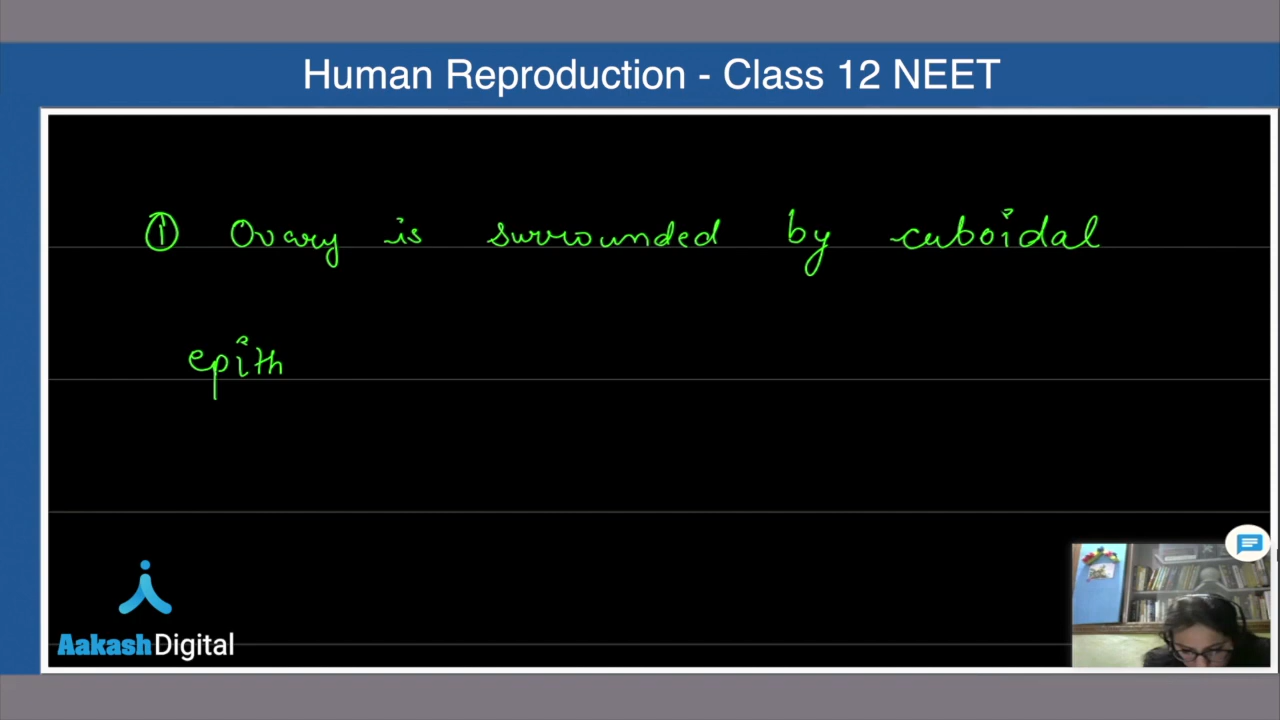 Human Reproduction - Class 12 NEET
① Ovary is surrounded by cuboidal
epith
Aakash Digital